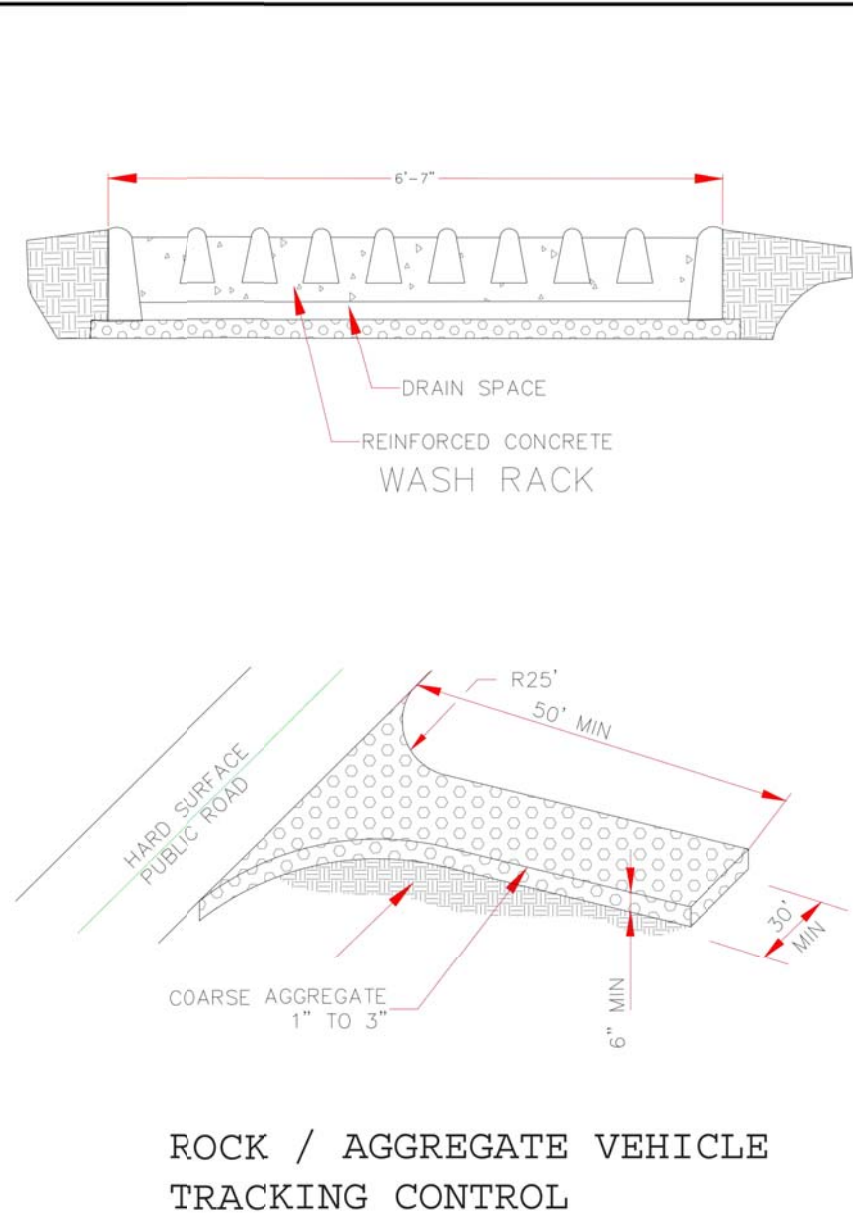 6'-7"
DRAIN SPACE
REINFORCED CONCRETE
WASH RACK
R25'
50' MIN
HARD SURFACE
PUBLIC ROAD
30'
MIN
COARSE AGGREGATE
1" TO 3"
6" MIN
ROCK / AGGREGATE VEHICLE
TRACKING CONTROL